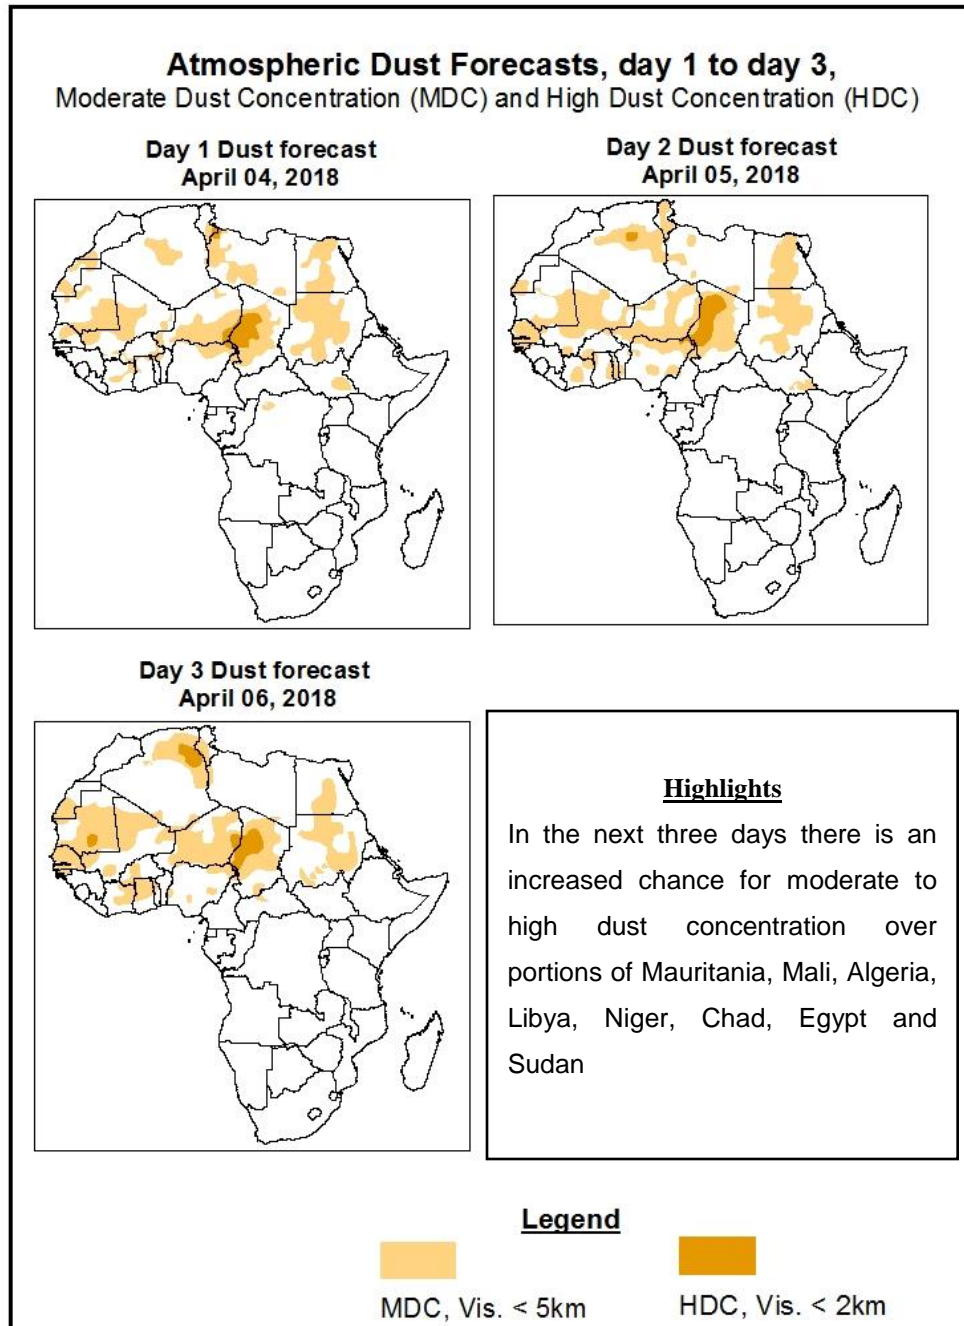 Atmospheric Dust Forecasts, day 1 to day 3,
Moderate Dust Concentration (MDC) and High Dust Concentration (HDC)
Day 1 Dust forecast
April 04, 2018
Day 2 Dust forecast
April 05, 2018
Day 3 Dust forecast
April 06, 2018
Highlights
In the next three days there is an
increased chance for moderate to
high dust concentration over
portions of Mauritania, Mali, Algeria,
Libya, Niger, Chad, Egypt and
Sudan
Legend
MDC, Vis. < 5km
HDC, Vis. < 2km